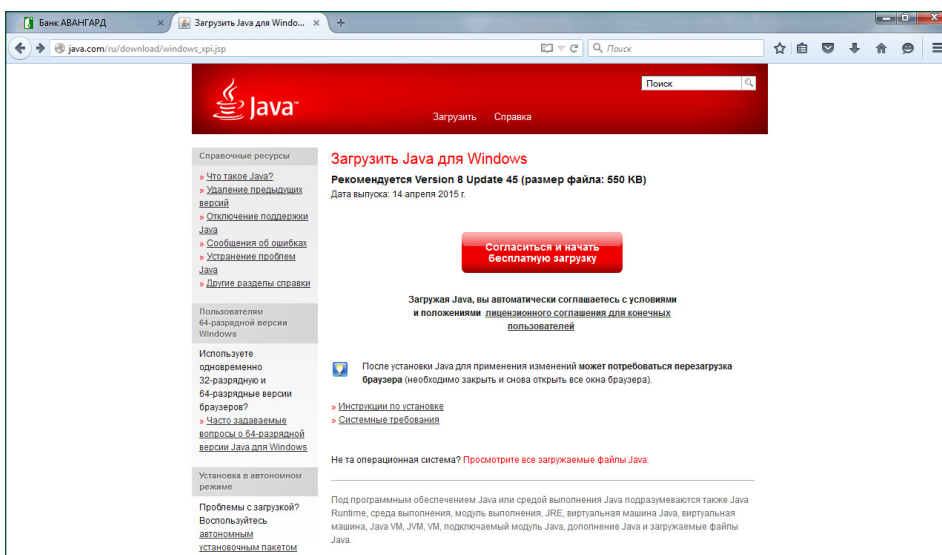 Банк АВАНГАРД
Загрузить Java для Windo...
java.com/ru/download/windows_xpi.jsp
Поиск
Поиск
Java
Загрузить Справка
Справочные ресурсы
» Что такое Java?
» Удаление предыдущих
версий
» Отключение поддержки
Java
» Сообщения об ошибках
» Устранение проблем
Java
» Другие разделы справки
Пользователям
64-разрядной версии
Windows
Используете
одновременно
32-разрядную и
64-разрядные версии
браузеров?
» Часто задаваемые
вопросы о 64-разрядной
версии Java для Windows
Установка в автономном
режиме
Проблемы с загрузкой?
Воспользуйтесь
автономным
установочным пакетом
Загрузить Java для Windows
Рекомендуется Version 8 Update 45 (размер файла: 550 KB)
Дата выпуска: 14 апреля 2015 г.
Согласиться и начать
бесплатную загрузку
Загружая Java, вы автоматически соглашаетесь с условиями
и положениями лицензионного соглашения для конечных
пользователей
После установки Java для применения изменений может потребоваться перезагрузка
браузера (необходимо закрыть и снова открыть все окна браузера).
» Инструкции по установке
» Системные требования
Не та операционная система? Просмотрите все загружаемые файлы Java.
Под программным обеспечением Java или средой выполнения Java подразумеваются также Java
Runtime, среда выполнения, модуль выполнения, JRE, виртуальная машина Java, виртуальная
машина, Java VM, JVM, VM, подключаемый модуль Java, дополнение Java и загружаемые файлы
Java.